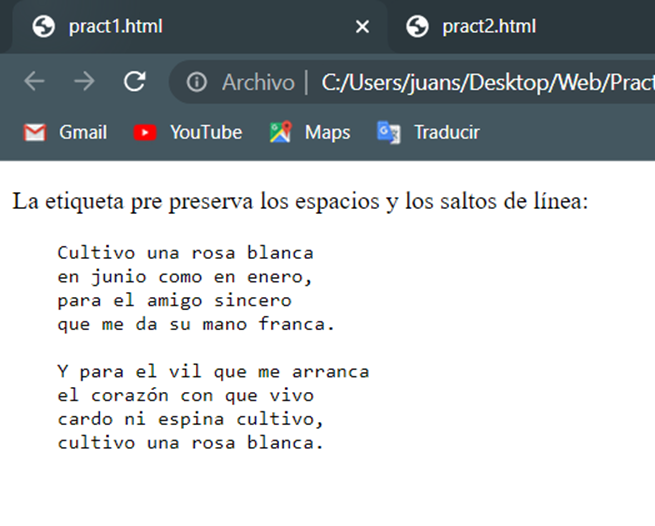 pract1.html
pract2.html
Archivo | C:/Users/juans/Desktop/Web/Pract
Gmail YouTube Maps Traducir
La etiqueta pre preserva los espacios y los saltos de línea:
Cultivo una rosa blanca
en junio como en enero,
para el amigo sincero
que me da su mano franca.
Y para el vil que me arranca
el corazón con que vivo
cardo ni espina cultivo,
cultivo una rosa blanca.